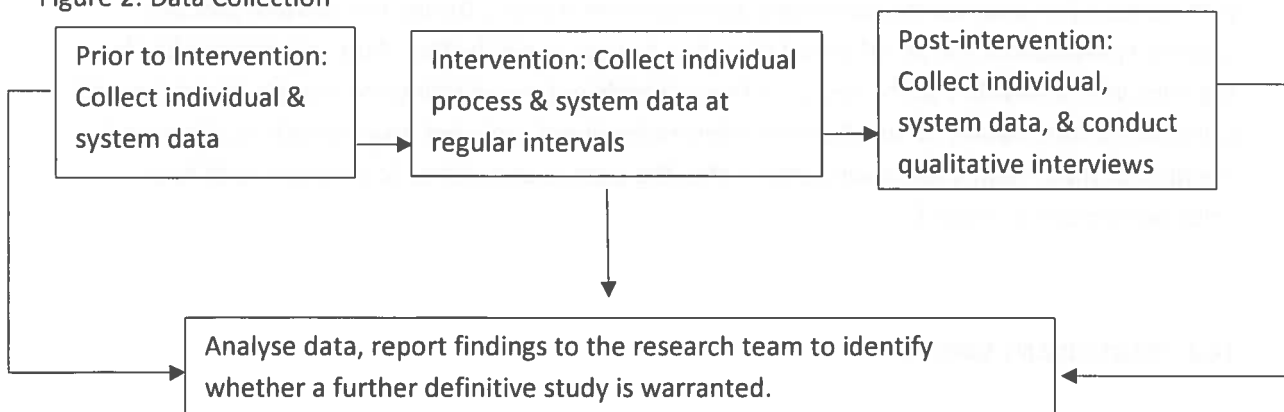 Figure 2: Data Collection
Prior to Intervention:
Collect individual &
system data
Intervention: Collect individual
process & system data at
regular intervals
Post-intervention:
Collect individual,
system data, & conduct
qualitative interviews
Analyse data, report findings to the research team to identify
whether a further definitive study is warranted.